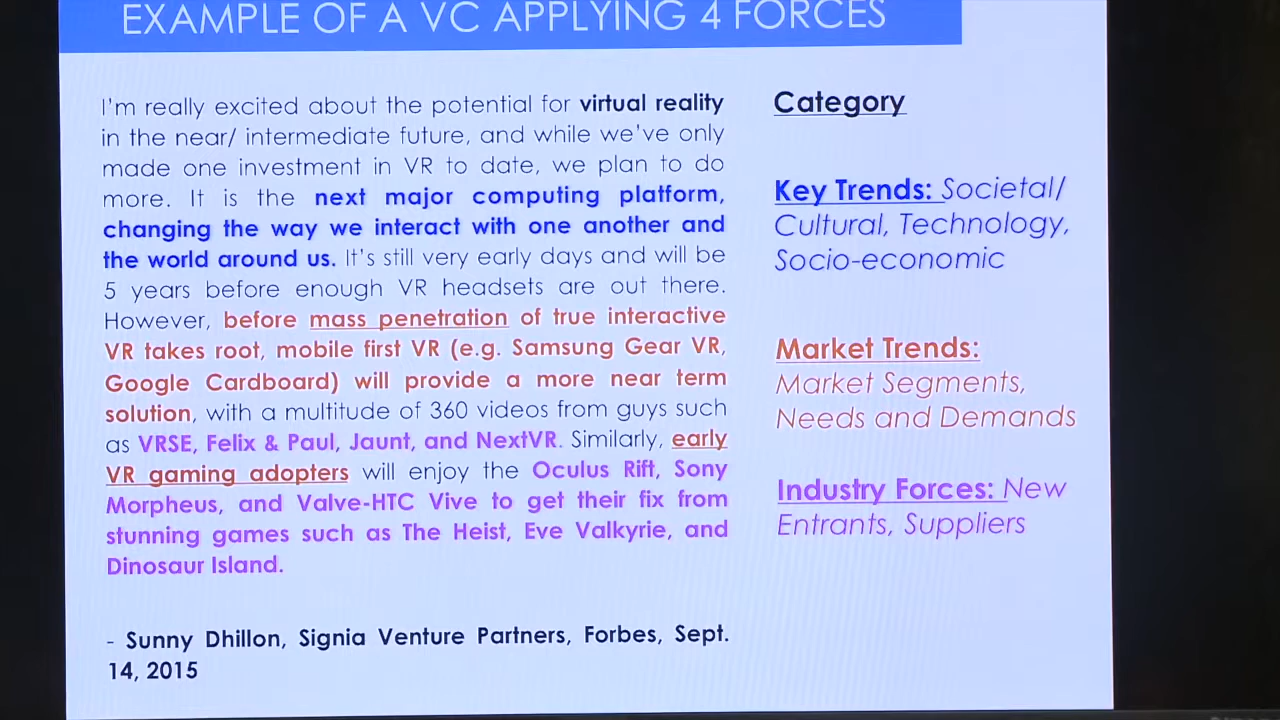 EXAMPLE OF A VC APPLYING 4 FORCES
I'm really excited about the potential for virtual reality
in the near/ intermediate future, and while we've only
made one investment in VR to date, we plan to do
more. It is the next major computing platform,
changing the way we interact with one another and
the world around us. It's still very early days and will be
5 years before enough VR headsets are out there.
However, before mass penetration of true interactive
VR takes root, mobile first VR (e.g. Samsung Gear VR,
Google Cardboard) will provide a more near term
solution, with a multitude of 360 videos from guys such
as VRSE, Felix & Paul, Jaunt, and NextVR. Similarly, early
VR gaming adopters will enjoy the Oculus Rift, Sony
Morpheus, and Valve-HTC Vive to get their fix from
stunning games such as The Heist, Eve Valkyrie, and
Dinosaur Island.
- Sunny Dhillon, Signia Venture Partners, Forbes, Sept.
14, 2015
Category
Key Trends: Societal/
Cultural, Technology,
Socio-economic
Market Trends:
Market Segments,
Needs and Demands
Industry Forces: New
Entrants, Suppliers